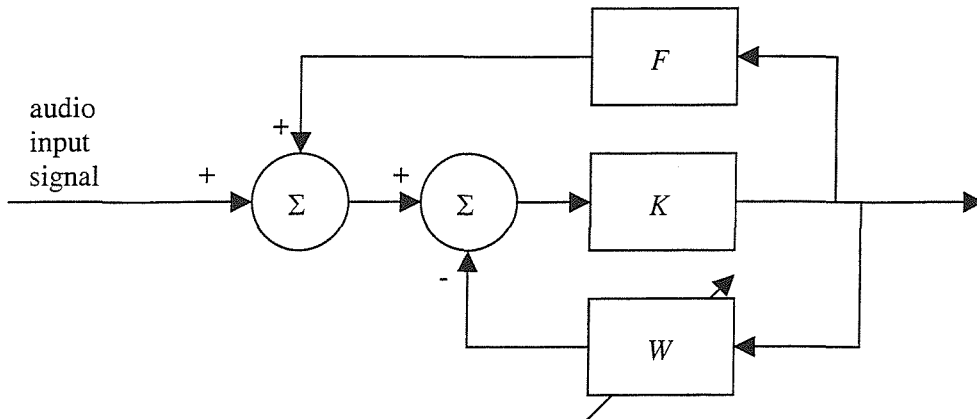 F
audio
input
signal
+
+
Σ
+
Σ
K
-
W